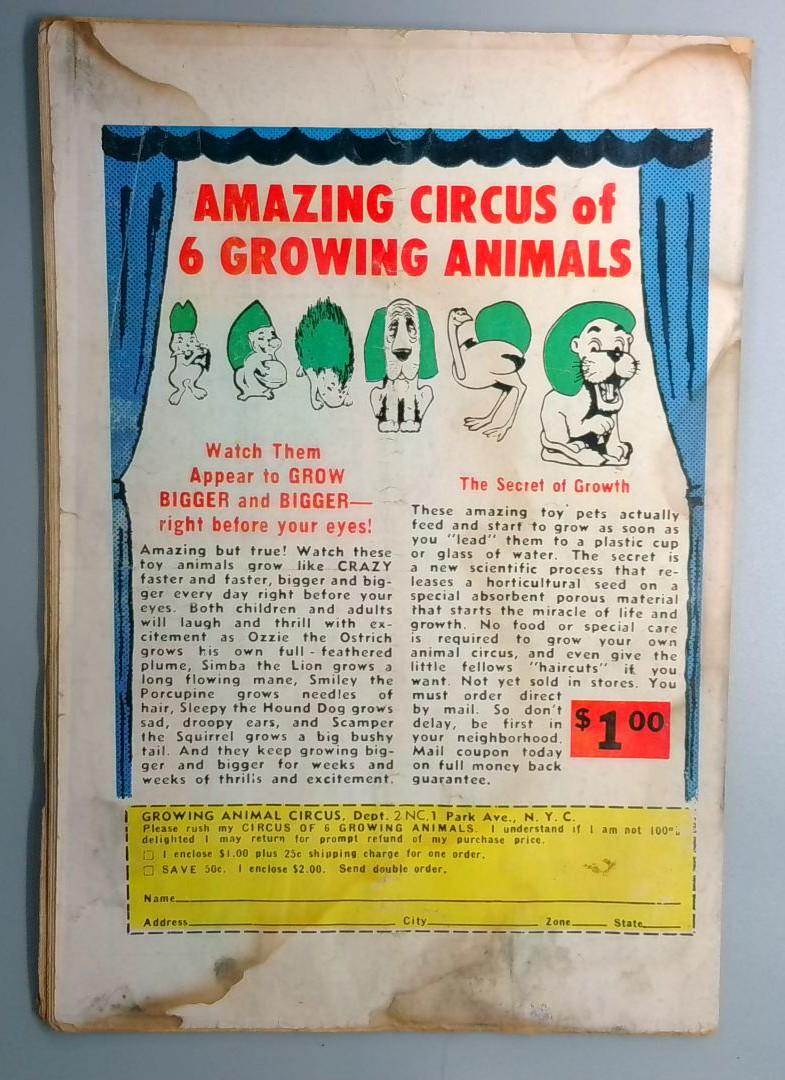 AMAZING CIRCUS of
6 GROWING ANIMALS
Watch Them
Appear to GROW
BIGGER and BIGGER—
right before your eyes!
Amazing but true! Watch these
toy animals grow like CRAZY
faster and faster, bigger and big-
ger every day right before your
eyes. Both children and adults
will laugh and thrill with ex-
citement as Ozzie the Ostrich
grows his own full-feathered
plume, Simba the Lion grows a
long flowing mane, Smiley the
Porcupine grows needles of
hair, Sleepy the Hound Dog grows
sad, droopy ears, and Scamper
the Squirrel grows a big bushy
tail. And they keep growing big-
ger and bigger for weeks and
weeks of thrills and excitement.
The Secret of Growth
These amazing toy pets actually
feed and start to grow as soon as
you "lead" them to a plastic cup
or glass of water. The secret is
a new scientific process that re-
leases a horticultural seed on a
special absorbent porous material
that starts the miracle of life and
growth. No food or special care
is required to grow your own
animal circus, and even give the
little fellows "haircuts" if you
want. Not yet sold in stores. You
must order direct
by mail. So don't
delay, be first in
your neighborhood.
Mail coupon today
on full money back
guarantee.
$1 00
GROWING ANIMAL CIRCUS, Dept. 2 NC, 1 Park Ave., N. Y. C.
Please rush my CIRCUS OF 6 GROWING ANIMALS. I understand if I am not 100%
delighted I may return for prompt refund of my purchase price.
I enclose $1.00 plus 25c shipping charge for one order.
SAVE 50c. I enclose $2.00. Send double order.
Name
Address City Zone State